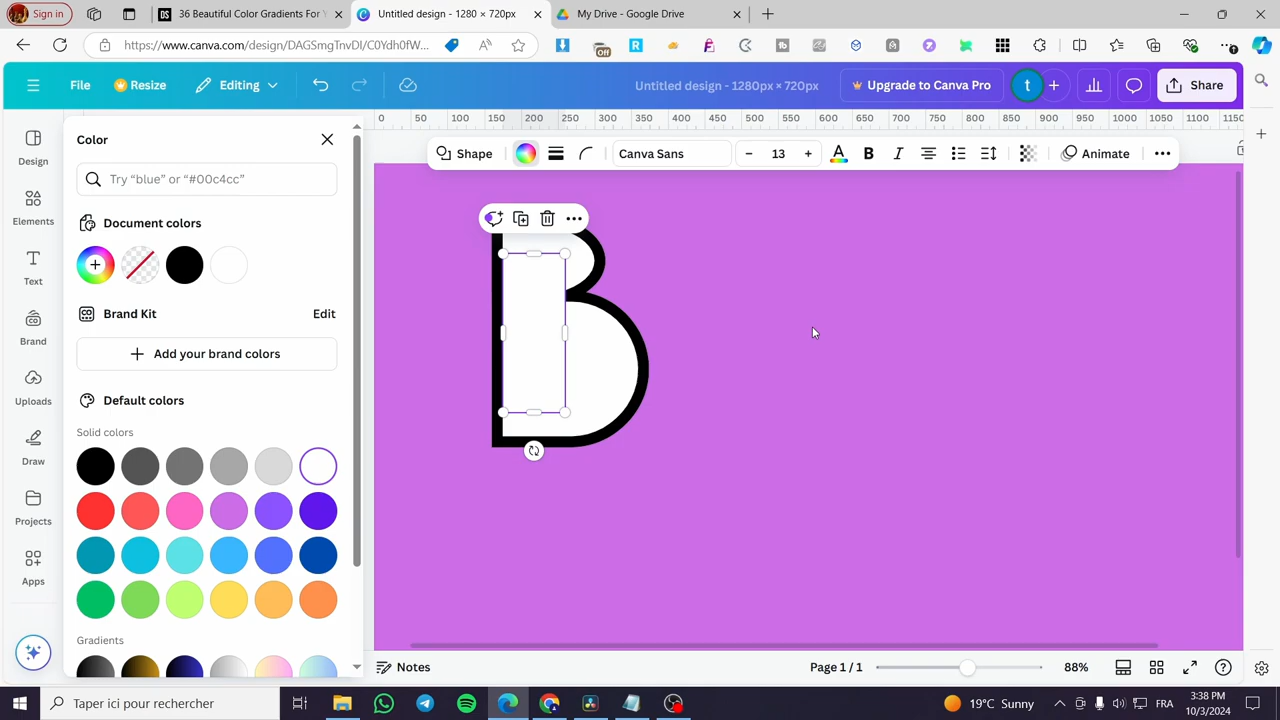 Sign in
36 Beautiful Color Gradients For Y
Untitled design - 1280 × 720px
My Drive - Google Drive
https://www.canva.com/design/DAGSmgTnvDI/C0Ydh0fW...
Off
File
Resize
Editing
Untitled design - 1280px × 720px
Upgrade to Canva Pro
t
Share
0 50 100 150 200 250 300 350 400 450 500 550 600 650 700 750 800 850 900 950 1000 1050 1100 1150
Design
Elements
Text
Brand
Uploads
Draw
Projects
Apps
Color
Try “blue” or “#00c4cc”
Document colors
Brand Kit
Edit
Add your brand colors
Default colors
Solid colors
Gradients
Shape
Canva Sans
– 13 +
A
B
I
Animate
B
Notes
Page 1 / 1
88%
Taper ici pour rechercher
19°C Sunny
FRA
3:38 PM
10/3/2024